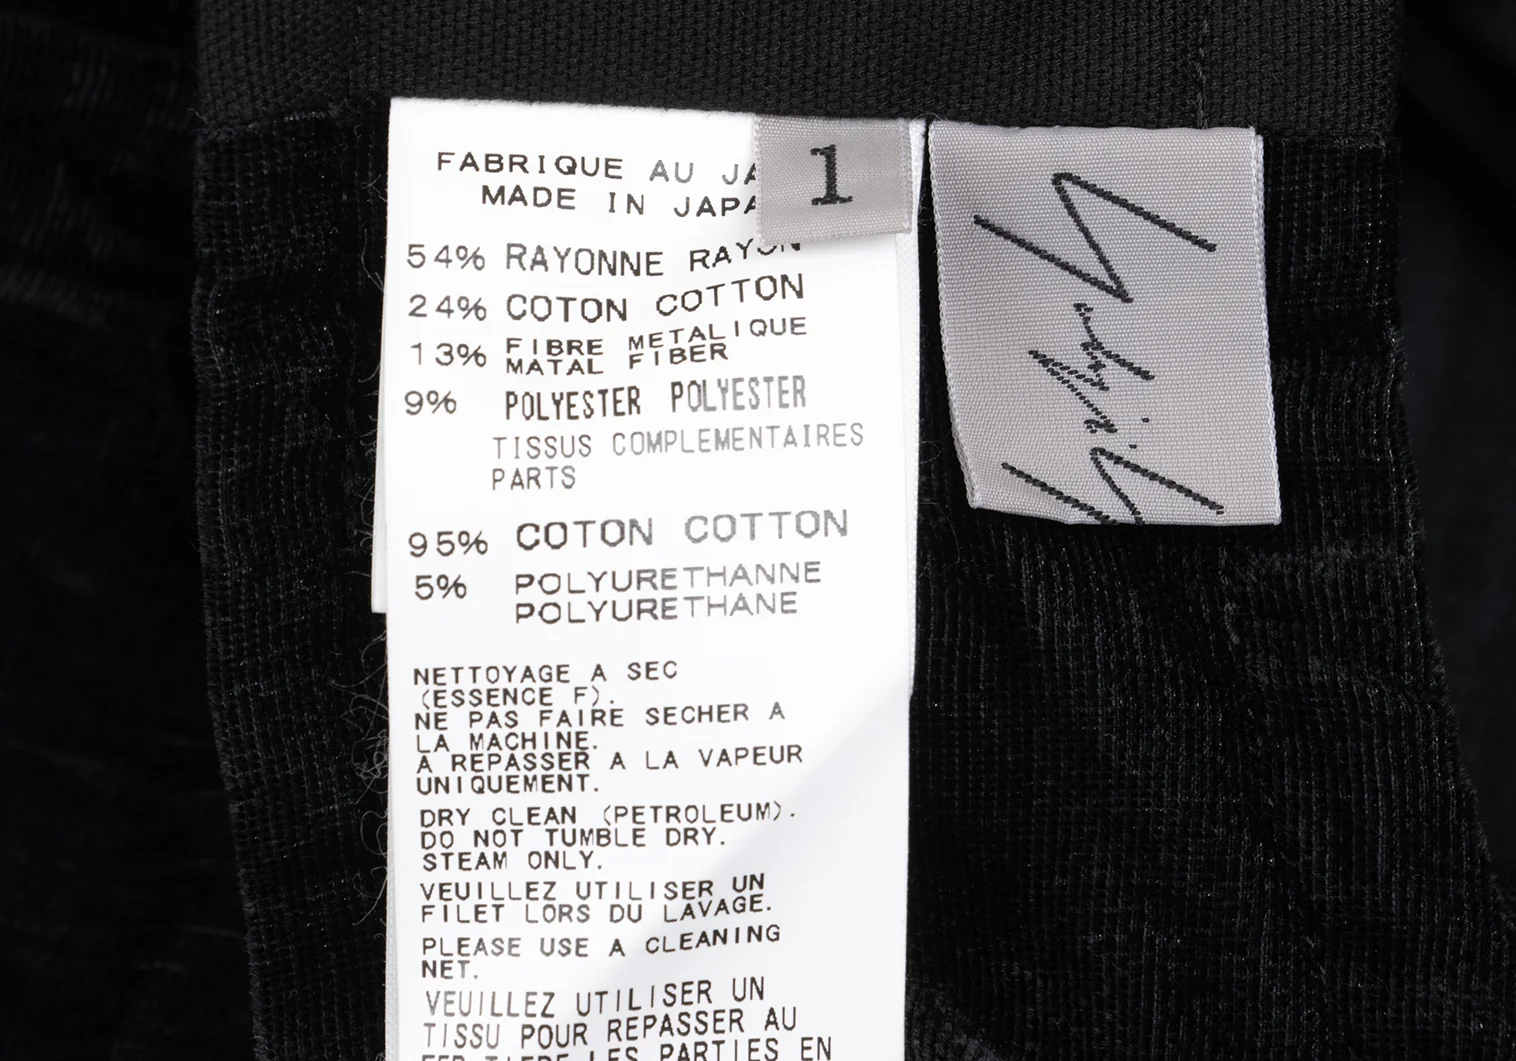 FABRIQUE AU
MADE IN
1
54% RAYONNE
24% COTON COTTON
13% FIBRE METALIQUE
MATAL FIBER
9% POLYESTER POLYESTER
TISSUS COMPLEMENTAIRES
PARTS
95% COTON COTTON
5% POLYURETHANNE
POLYURETHANE
NETTOYAGE A SEC
(ESSENCE F).
NE PAS FAIRE SECHER A
LA MACHINE.
A REPASSER A LA VAPEUR
UNIQUEMENT.
DRY CLEAN (PETROLEUM).
DO NOT TUMBLE DRY.
STEAM ONLY.
VEUILLEZ UTILISER UN
FILET LORS DU LAVAGE.
PLEASE USE A CLEANING
NET.
VEUILLEZ UTILISER UN
TISSU POUR REPASSER AU
LES PARTIES EN